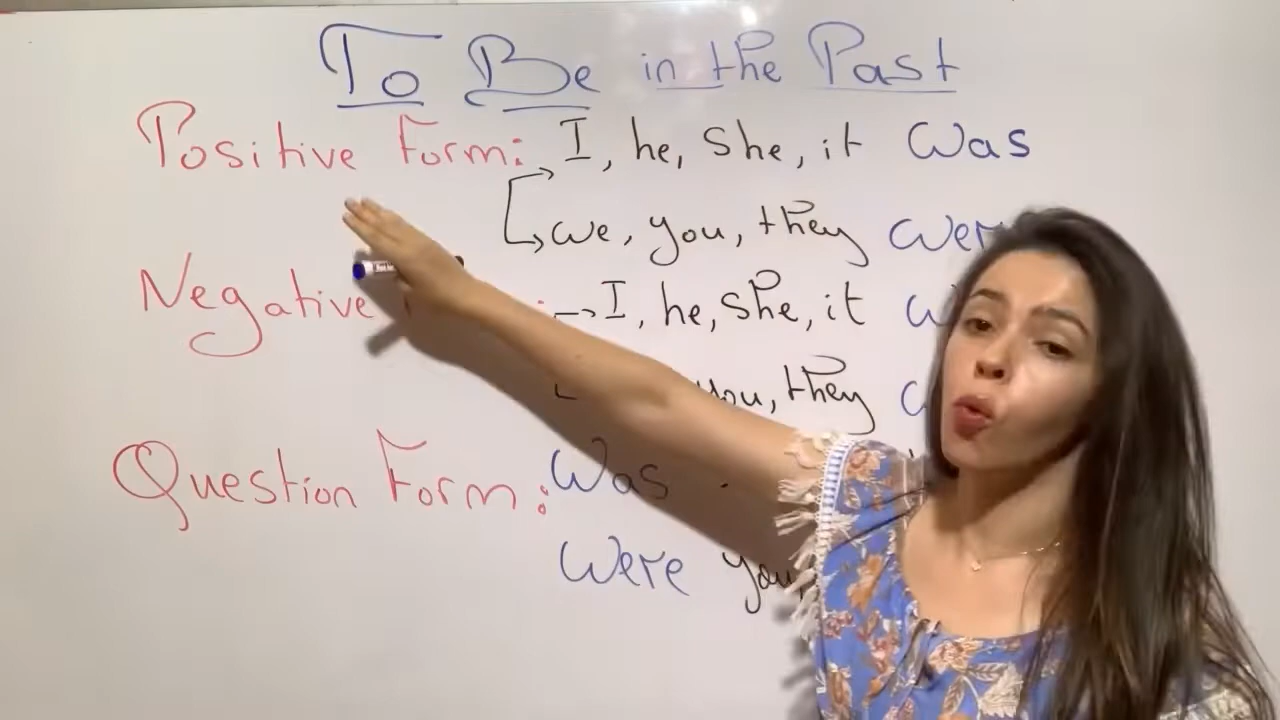 To Be in the Past
Positive Form: I, he, She, it Was
we, you, they
Negative I, he, She, it
you, they
Question Form: Was
Were you,